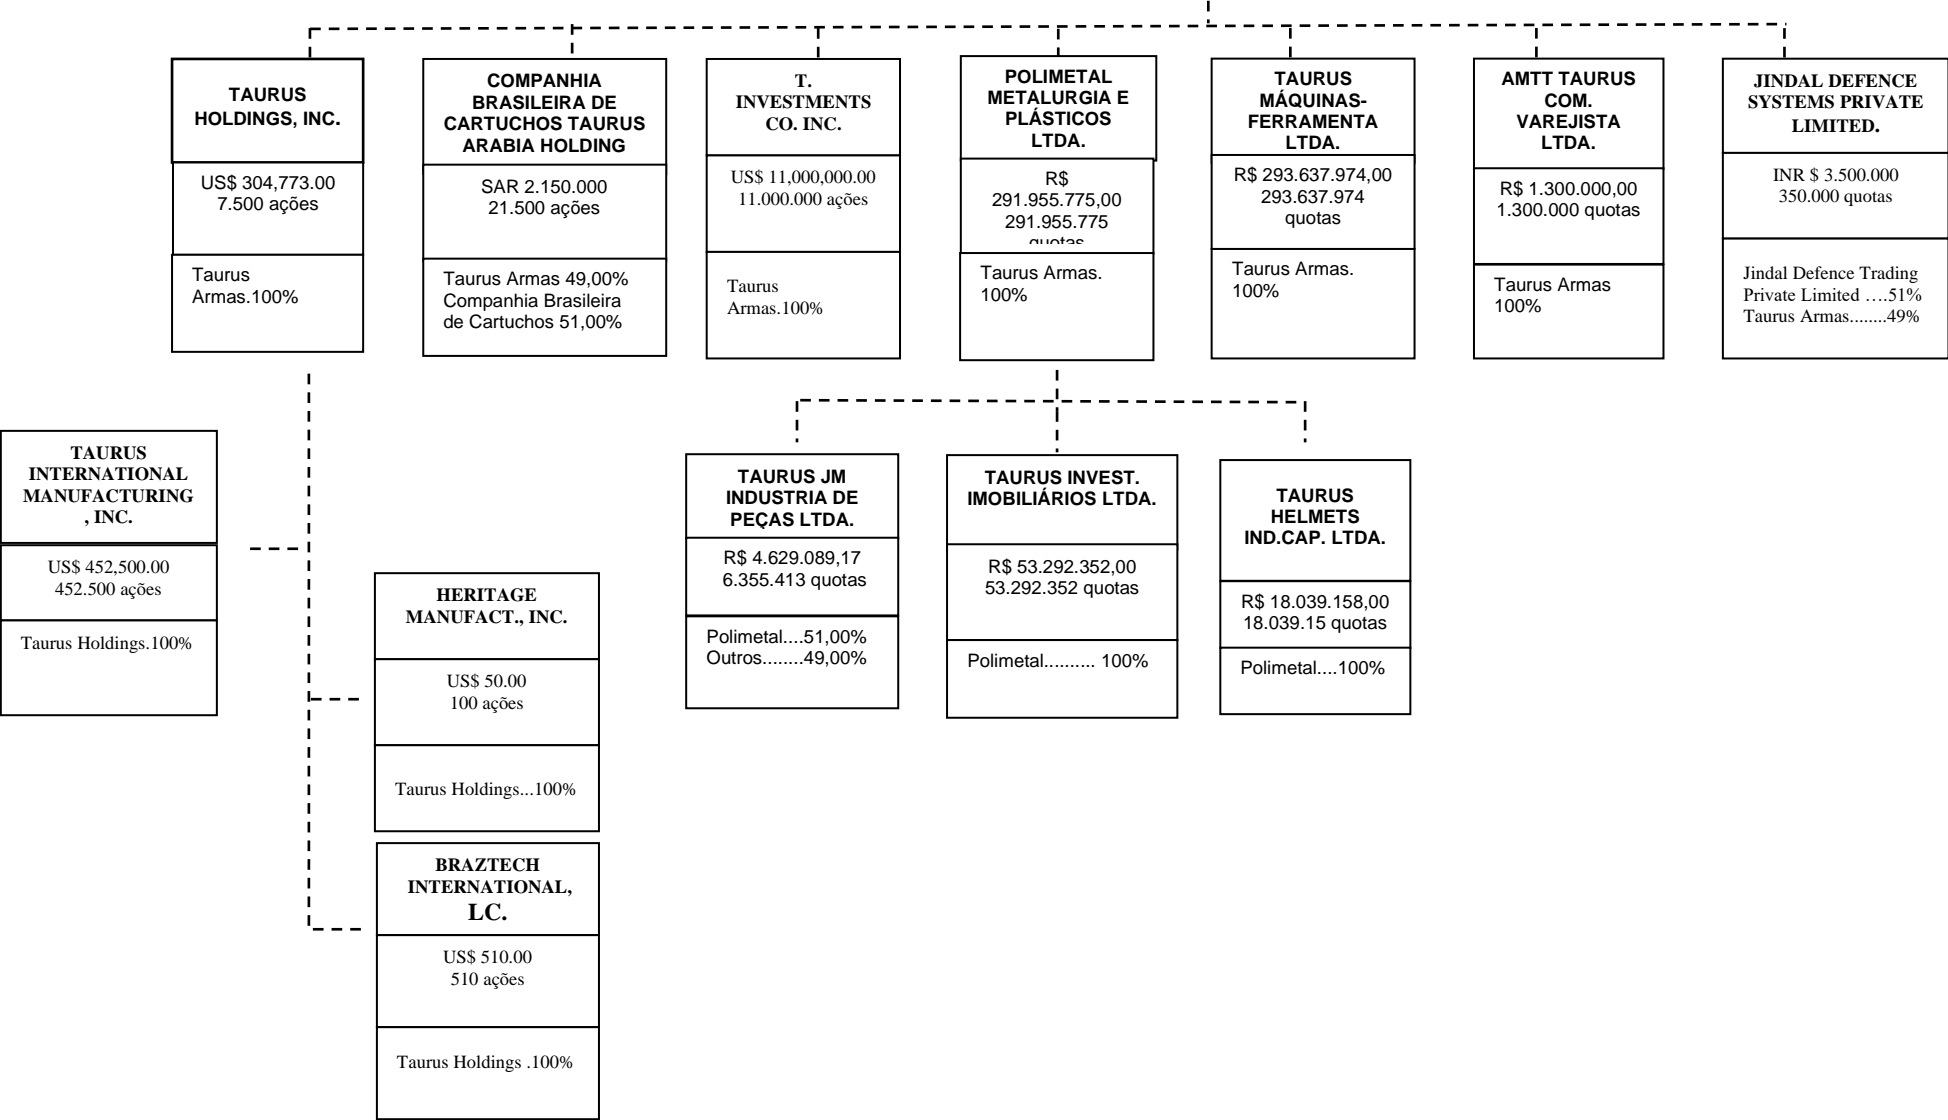 TAURUS
HOLDINGS, INC.
US$ 304,773.00
7.500 ações
Taurus
Armas.100%
COMPANHIA
BRASILEIRA DE
CARTUCHOS TAURUS
ARABIA HOLDING
SAR 2.150.000
21.500 ações
Taurus Armas 49,00%
Companhia Brasileira
de Cartuchos 51,00%
T.
INVESTMENTS
CO. INC.
US$ 11,000,000.00
11.000.000 ações
Taurus
Armas.100%
POLIMETAL
METALURGIA E
PLÁSTICOS
LTDA.
R$
291.955.775,00
291.955.775
quotas
Taurus Armas.
100%
TAURUS
MÁQUINAS-
FERRAMENTA
LTDA.
R$ 293.637.974,00
293.637.974
quotas
Taurus Armas.
100%
AMTT TAURUS
COM.
VAREJISTA
LTDA.
R$ 1.300.000,00
1.300.000 quotas
Taurus Armas
100%
JINDAL DEFENCE
SYSTEMS PRIVATE
LIMITED.
INR $ 3.500.000
350.000 quotas
Jindal Defence Trading
Private Limited ….51%
Taurus Armas........49%
TAURUS
INTERNATIONAL
MANUFACTURING
, INC.
US$ 452,500.00
452.500 ações
Taurus Holdings.100%
HERITAGE
MANUFACT., INC.
US$ 50.00
100 ações
Taurus Holdings...100%
BRAZTECH
INTERNATIONAL,
LC.
US$ 510.00
510 ações
Taurus Holdings .100%
TAURUS JM
INDUSTRIA DE
PEÇAS LTDA.
R$ 4.629.089,17
6.355.413 quotas
Polimetal....51,00%
Outros........49,00%
TAURUS INVEST.
IMOBILIÁRIOS LTDA.
R$ 53.292.352,00
53.292.352 quotas
Polimetal.......... 100%
TAURUS
HELMETS
IND.CAP. LTDA.
R$ 18.039.158,00
18.039.15 quotas
Polimetal....100%